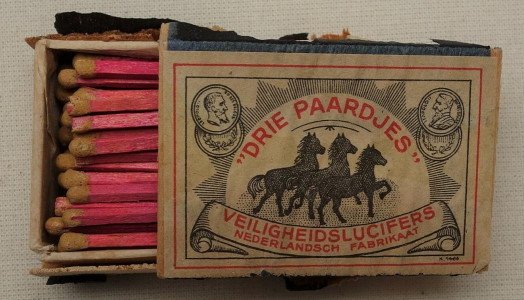 "DRIE PAARDJES"
VEILIGHEIDSLUCIFERS
NEDERLANDSCH FABRIKAAT